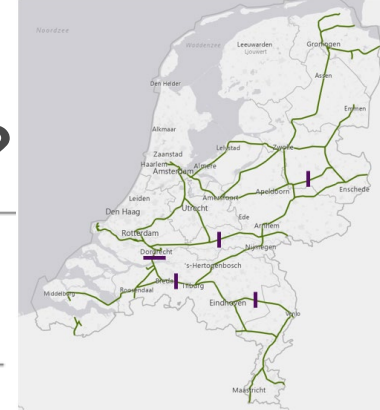 Noordzee
Waddenzee
Leeuwarden
Ljouwert
Groningen
Assen
Den Helder
Emmen
Alkmaar
Zaanstad
Lelystad
Zwolle
Haarlem
Almere
Amsterdam
Amersfoort
Apeldoorn
Enschede
Leiden
Utrecht
Den Haag
Ede
Arnhem
Rotterdam
Nijmegen
Dordrecht
's-Hertogenbosch
Breda
Tilburg
Middelburg
Roosendaal
Eindhoven
Venlo
Maastricht